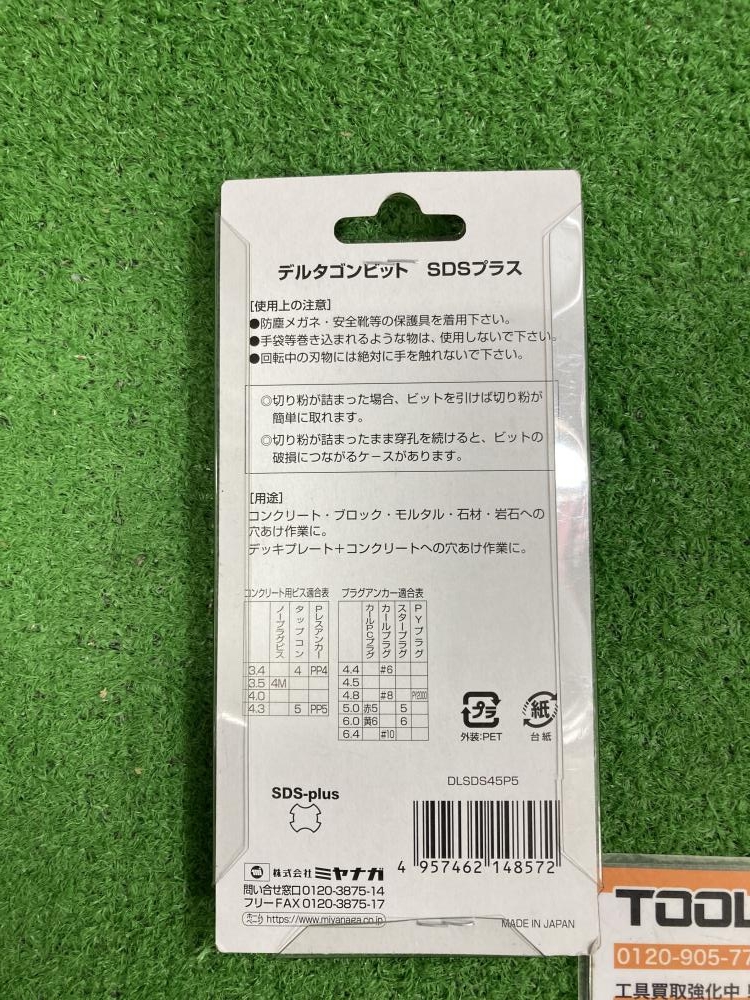 デルタゴンビット SDSプラス
[使用上の注意]
●防塵メガネ・安全靴等の保護具を着用下さい。
●手袋等巻き込まれるような物は、使用しないで下さい。
●回転中の刃物には絶対に手を触れないで下さい。
◎切り粉が詰まった場合、ビットを引けば切り粉が
簡単に取れます。
◎切り粉が詰まったまま穿孔を続けると、ビットの
破損につながるケースがあります。
[用途]
コンクリート・ブロック・モルタル・石材・岩石への
穴あけ作業に。
デッキプレート+コンクリートへの穴あけ作業に。
コンクリート用ビス適合表
ノープラグビス タップコン Pレスアンカー
3.4 4 PP4
3.5 4M
4.0
4.3 5 PP5
プラグアンカー適合表
カールPCプラグ カールプラグ スタープラグ PYプラグ
4.4 #6
4.5
4.8 #8 PY2000
5.0 赤5 5
6.0 黄6 6
6.4 #10
プラ
外装:PET
紙
台紙
SDS-plus
DLSDS45P5
4 957462 148572
株式会社 ミヤナガ
問い合せ窓口0120-3875-14
フリーFAX 0120-3875-17
https://www.miyanaga.co.jp
MADE IN JAPAN
TOOL
0120-905-77
工具買取強化中